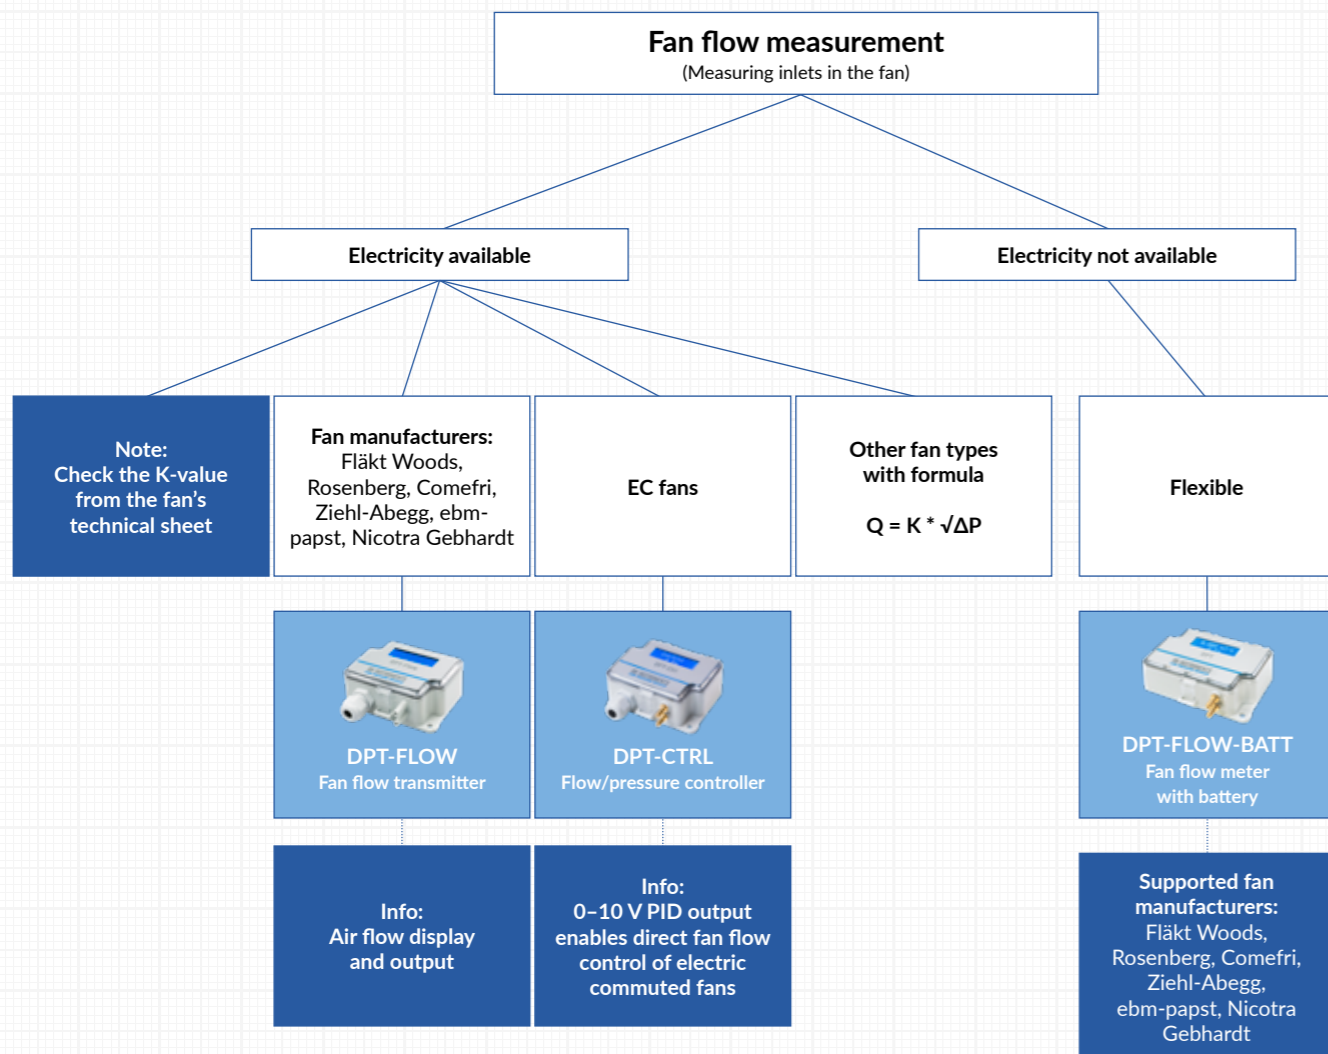 Fan flow measurement
(Measuring inlets in the fan)
Electricity available
Electricity not available
Note:
Check the K-value
from the fan's
technical sheet
Fan manufacturers:
Fläkt Woods,
Rosenberg, Comefri,
Ziehl-Abegg, ebm-
papst, Nicotra Gebhardt
EC fans
Other fan types
with formula
Q = K * √ΔP
Flexible
DPT-FLOW
Fan flow transmitter
DPT-CTRL
Flow/pressure controller
DPT-FLOW-BATT
Fan flow meter
with battery
Info:
Air flow display
and output
Info:
0–10 V PID output
enables direct fan flow
control of electric
commuted fans
Supported fan
manufacturers:
Fläkt Woods,
Rosenberg, Comefri,
Ziehl-Abegg,
ebm-papst, Nicotra
Gebhardt